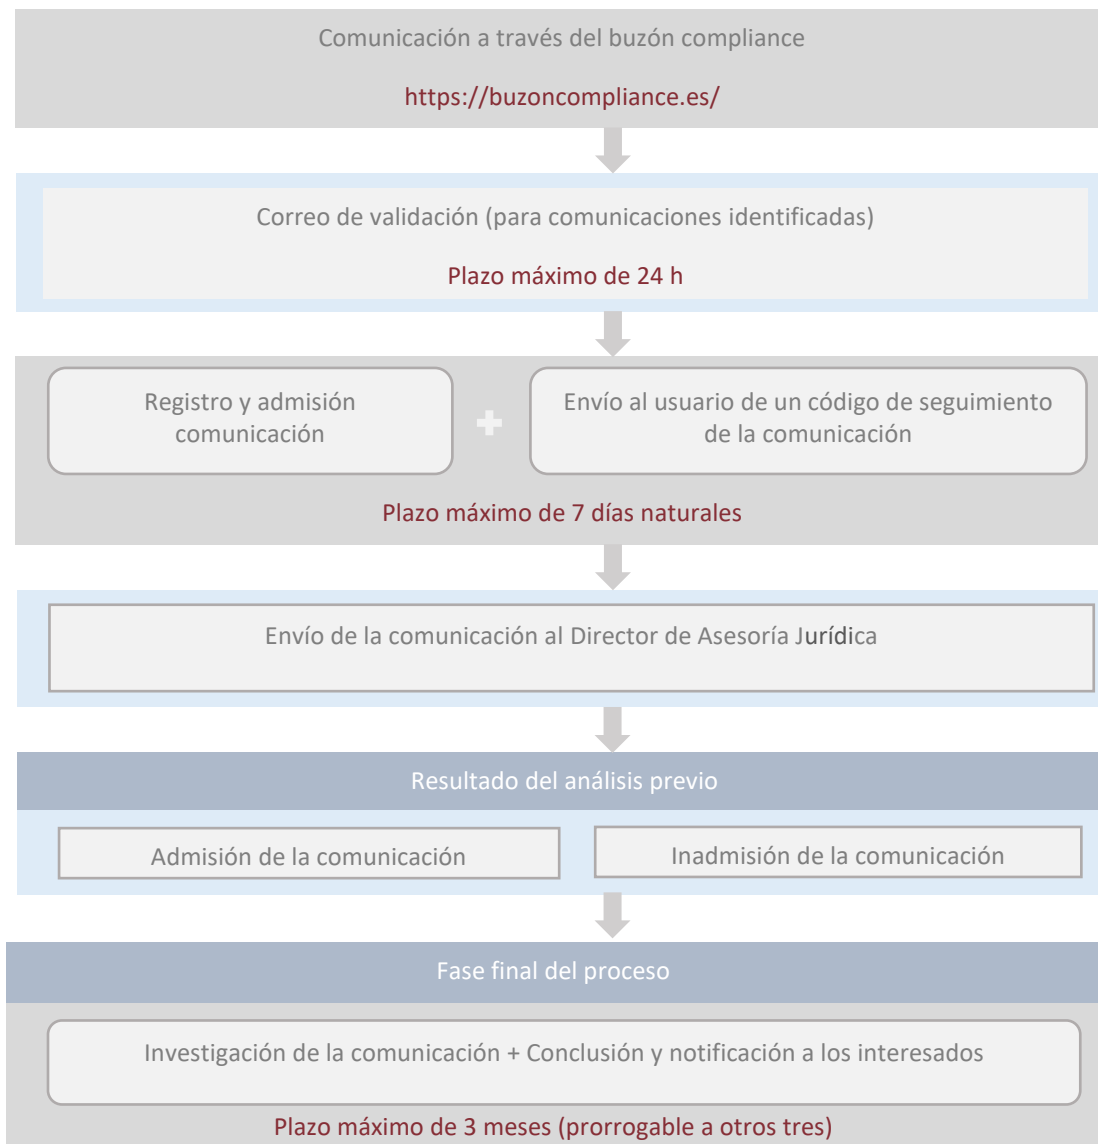 Comunicación a través del buzón compliance
https://buzoncompliance.es/
Correo de validación (para comunicaciones identificadas)
Plazo máximo de 24 h
Registro y admisión
comunicación
Envío al usuario de un código de seguimiento
de la comunicación
Plazo máximo de 7 días naturales
Envío de la comunicación al Director de Asesoría Jurídica
Resultado del análisis previo
Admisión de la comunicación
Inadmisión de la comunicación
Fase final del proceso
Investigación de la comunicación + Conclusión y notificación a los interesados
Plazo máximo de 3 meses (prorrogable a otros tres)